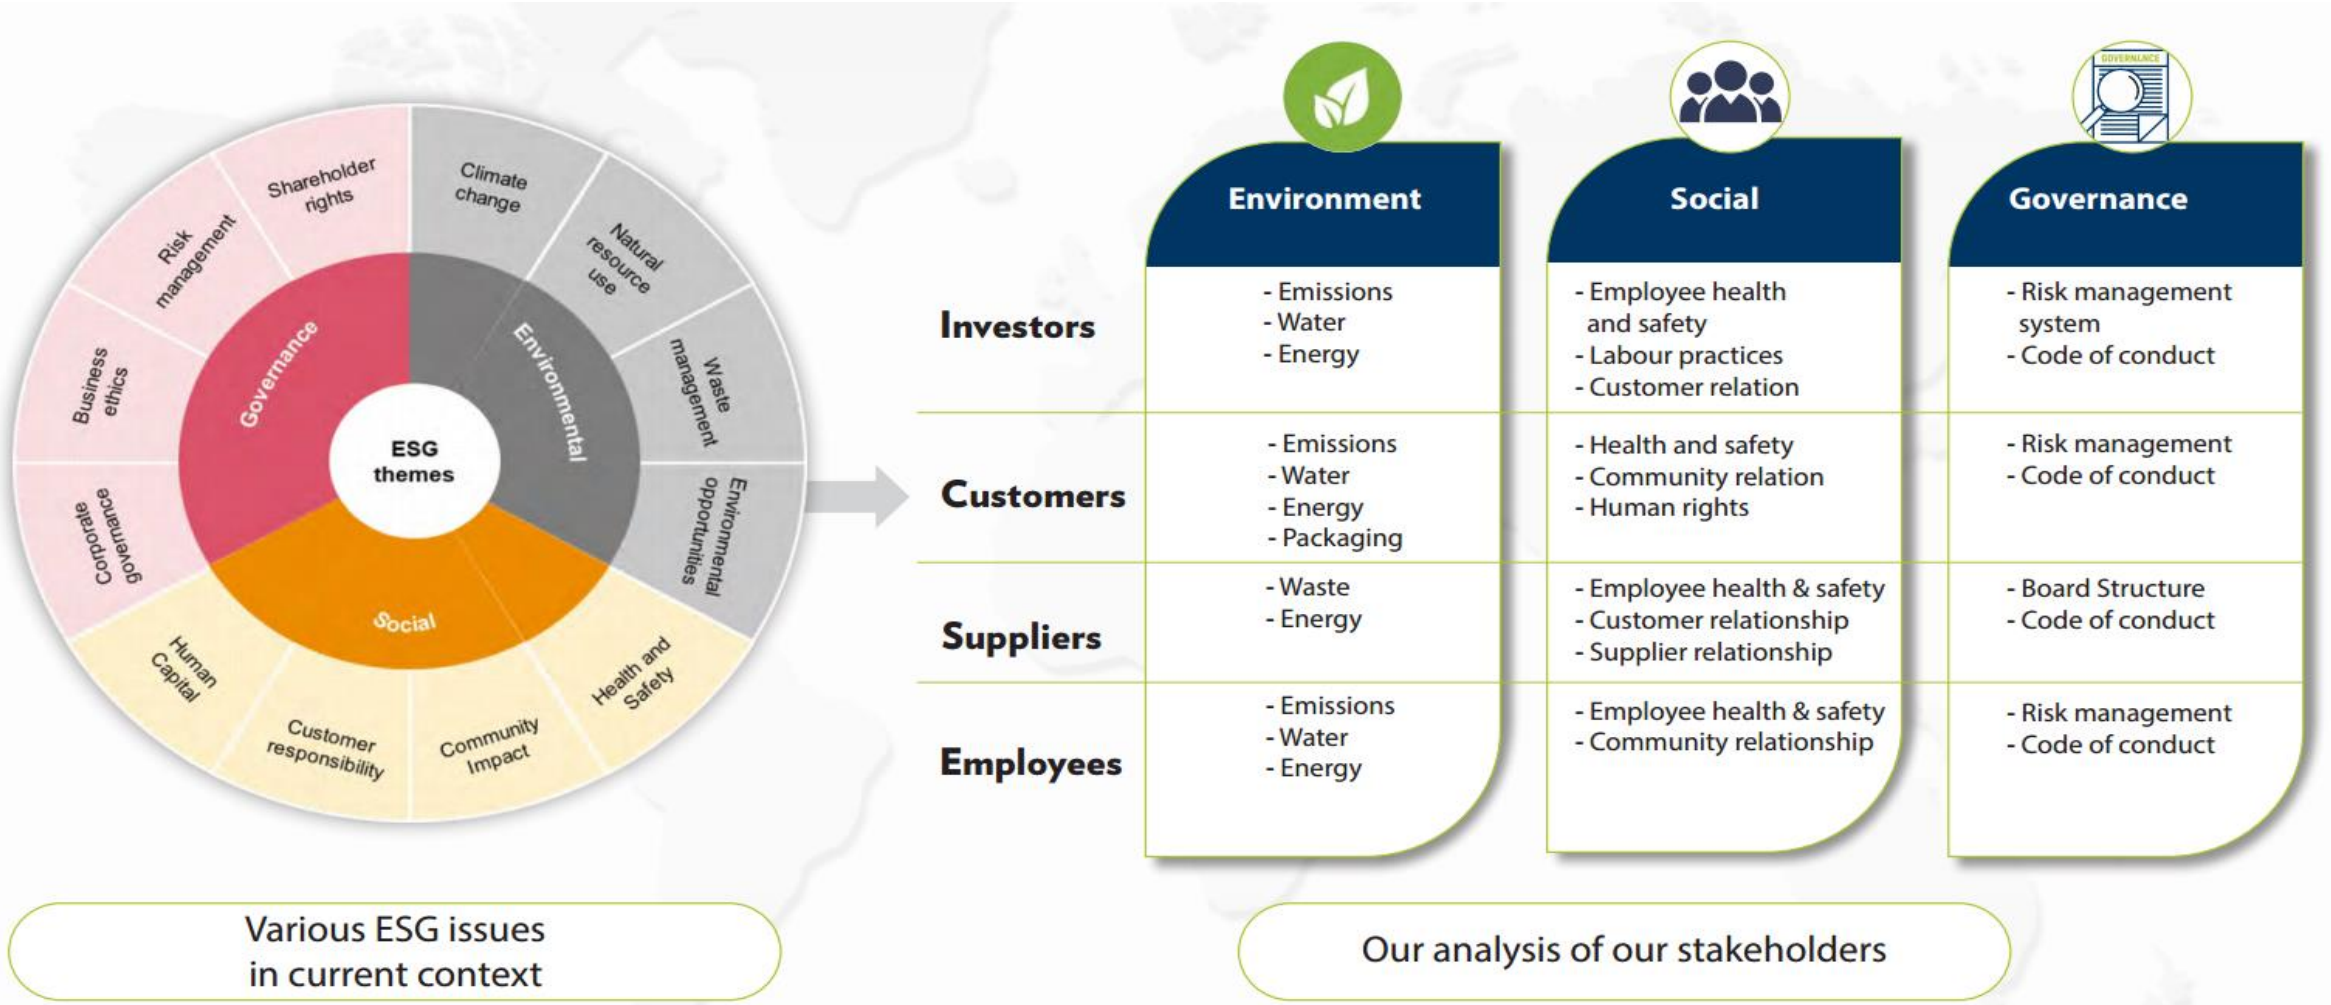 Shareholder
rights
Climate
change
Natural
resource
use
Waste
management
Environmental
opportunities
Health and
Safety
Community
Impact
Customer
responsibility
Human
Capital
Corporate
governance
Business
ethics
Risk
management
Governance
Environmental
Social
ESG
themes
Various ESG issues
in current context
GOVERNANCE
Environment
Social
Governance
Investors
- Emissions
- Water
- Energy
- Employee health
and safety
- Labour practices
- Customer relation
- Risk management
system
- Code of conduct
Customers
- Emissions
- Water
- Energy
- Packaging
- Health and safety
- Community relation
- Human rights
- Risk management
- Code of conduct
Suppliers
- Waste
- Energy
- Employee health & safety
- Customer relationship
- Supplier relationship
- Board Structure
- Code of conduct
Employees
- Emissions
- Water
- Energy
- Employee health & safety
- Community relationship
- Risk management
- Code of conduct
Our analysis of our stakeholders